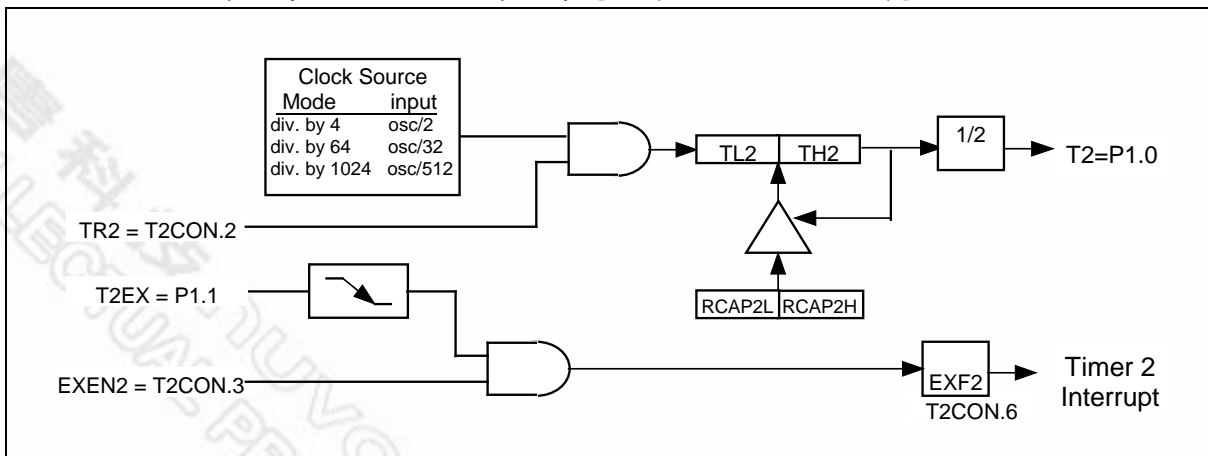 Clock Source
Mode input
div. by 4 osc/2
div. by 64 osc/32
div. by 1024 osc/512
TR2 = T2CON.2
TL2 TH2
1/2
T2=P1.0
T2EX = P1.1
RCAP2L RCAP2H
EXEN2 = T2CON.3
EXF2
T2CON.6
Timer 2
Interrupt